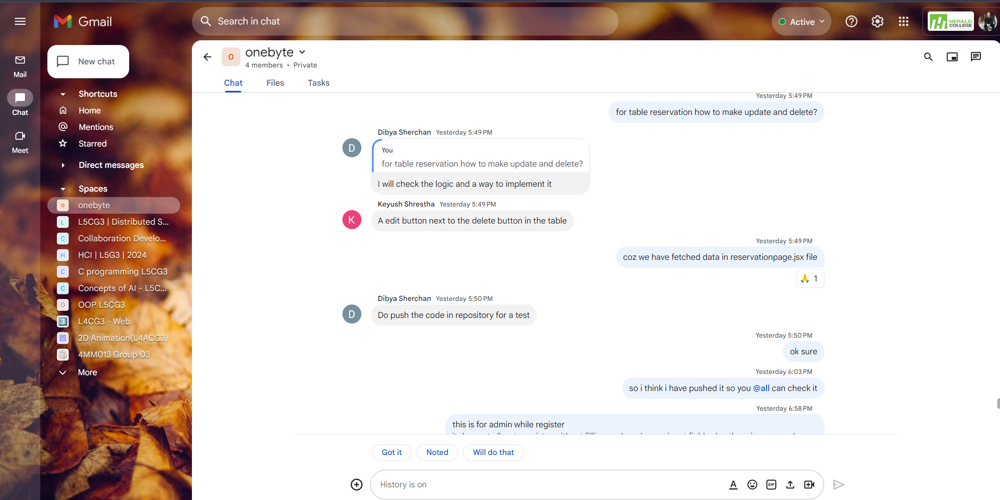 Gmail
Search in chat
Active
HERALD
COLLEGE
Mail
Chat
Meet
New chat
Shortcuts
Home
Mentions
Starred
Direct messages
Spaces
o onebyte
L L5CG3 | Distributed S...
C Collaboration Develo...
H HCI | L5G3 | 2024
C C programming L5CG3
C Concepts of AI - L5C...
O OOP L5CG3
3 L4CG3 - Web
2D Animation(L4ACG3)
4MM013 Group 03
More
o
onebyte
4 members • Private
Chat Files Tasks
Yesterday 5:49 PM
for table reservation how to make update and delete?
Dibya Sherchan Yesterday 5:49 PM
D
You
for table reservation how to make update and delete?
I will check the logic and a way to implement it
Keyush Shrestha Yesterday 5:49 PM
K
A edit button next to the delete button in the table
Yesterday 5:49 PM
coz we have fetched data in reservationpage.jsx file
🙏 1
Dibya Sherchan Yesterday 5:50 PM
D
Do push the code in repository for a test
Yesterday 5:50 PM
ok sure
Yesterday 6:03 PM
so i think i have pushed it so you @all can check it
Yesterday 6:58 PM
this is for admin while register
Got it Noted Will do that
History is on
A
GIF